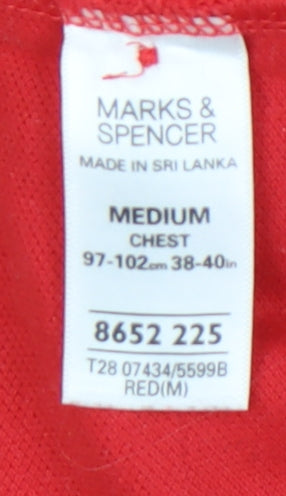 MARKS &
SPENCER
MADE IN SRI LANKA
MEDIUM
CHEST
97-102cm 38-40in
8652 225
T28 07434/5599B
RED(M)